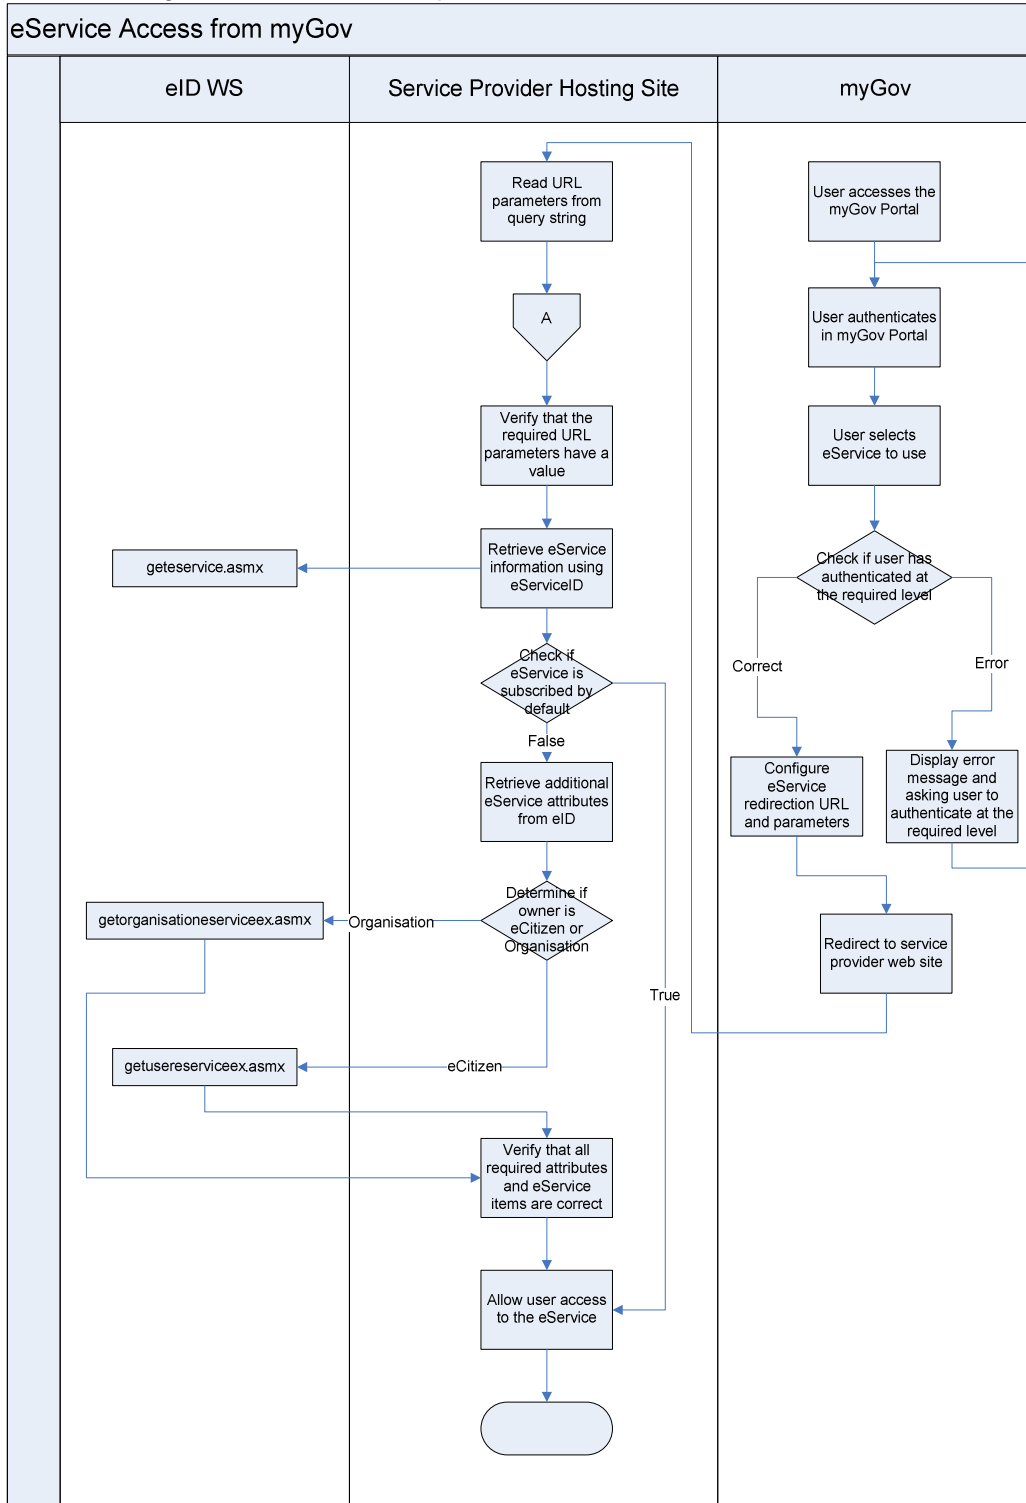 eService Access from myGov
eID WS
Service Provider Hosting Site
myGov
Read URL
parameters from
query string
A
Verify that the
required URL
parameters have a
value
Retrieve eService
information using
eServiceID
geteservice.asmx
Check if
eService is
subscribed by
default
False
True
Retrieve additional
eService attributes
from eID
Determine if
owner is
eCitizen or
Organisation
Organisation
getorganisationeserviceex.asmx
eCitizen
getusereserviceex.asmx
Verify that all
required attributes
and eService
items are correct
Allow user access
to the eService
User accesses the
myGov Portal
User authenticates
in myGov Portal
User selects
eService to use
Check if user has
authenticated at
the required level
Correct
Error
Configure
eService
redirection URL
and parameters
Display error
message and
asking user to
authenticate at the
required level
Redirect to service
provider web site